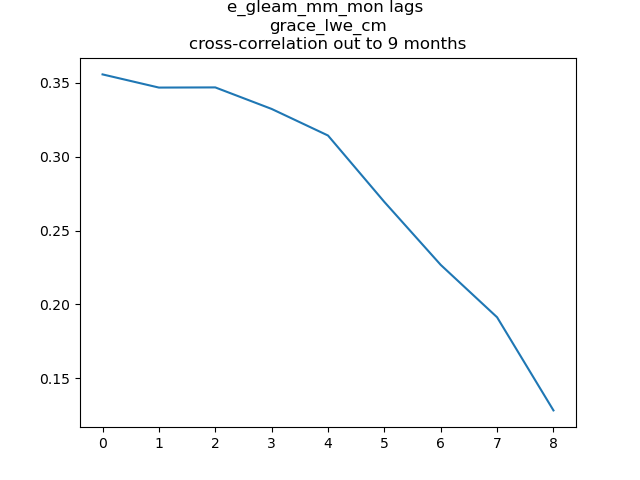 e_gleam_mm_mon lags
grace_lwe_cm
cross-correlation out to 9 months
0.35
0.30
0.25
0.20
0.15
0 1 2 3 4 5 6 7 8